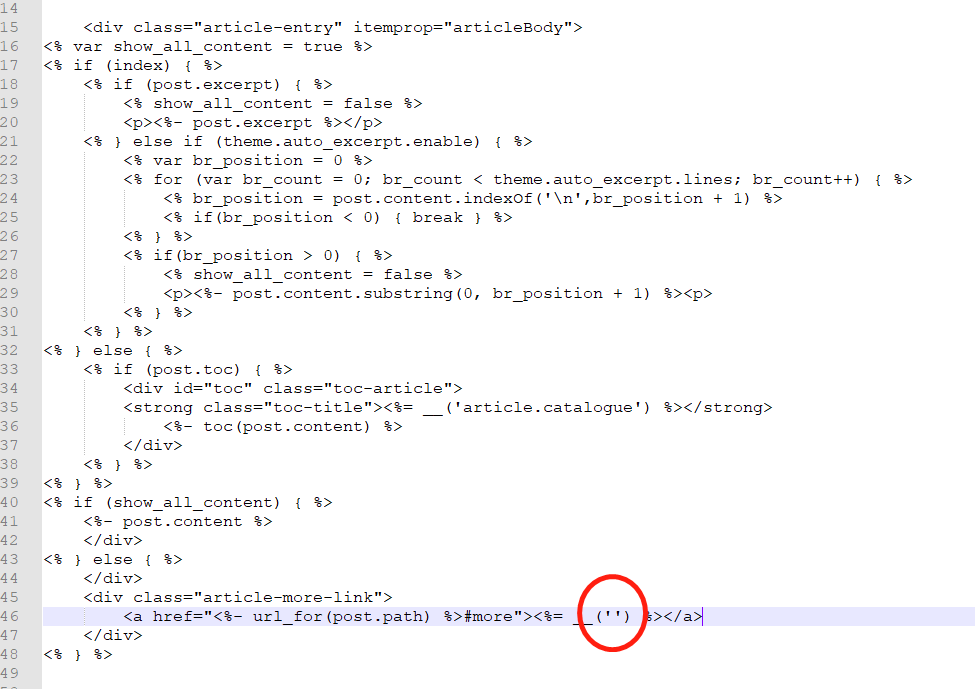 14
15     <div class="article-entry" itemprop="articleBody">
16 <% var show_all_content = true %>
17 <% if (index) { %>
18     <% if (post.excerpt) { %>
19         <% show_all_content = false %>
20         <p><%- post.excerpt %></p>
21     <% } else if (theme.auto_excerpt.enable) { %>
22         <% var br_position = 0 %>
23         <% for (var br_count = 0; br_count < theme.auto_excerpt.lines; br_count++) { %>
24             <% br_position = post.content.indexOf('\n',br_position + 1) %>
25             <% if(br_position < 0) { break } %>
26         <% } %>
27         <% if(br_position > 0) { %>
28             <% show_all_content = false %>
29             <p><%- post.content.substring(0, br_position + 1) %><p>
30         <% } %>
31     <% } %>
32 <% } else { %>
33     <% if (post.toc) { %>
34         <div id="toc" class="toc-article">
35         <strong class="toc-title"><%= __('article.catalogue') %></strong>
36             <%- toc(post.content) %>
37         </div>
38     <% } %>
39 <% } %>
40 <% if (show_all_content) { %>
41     <%- post.content %>
42     </div>
43 <% } else { %>
44     </div>
45     <div class="article-more-link">
46         <a href="<%- url_for(post.path) %>#more"><%= __('') %></a>
47     </div>
48 <% } %>
49